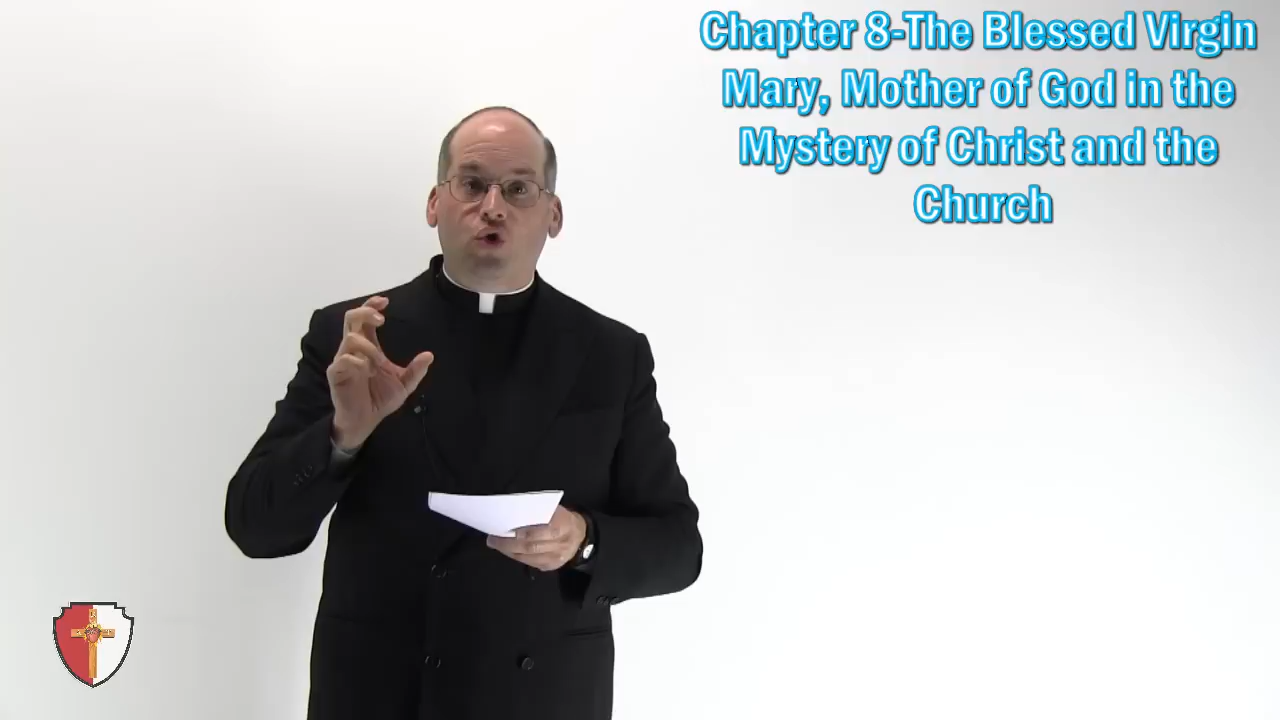 Chapter 8-The Blessed Virgin
Mary, Mother of God in the
Mystery of Christ and the
Church